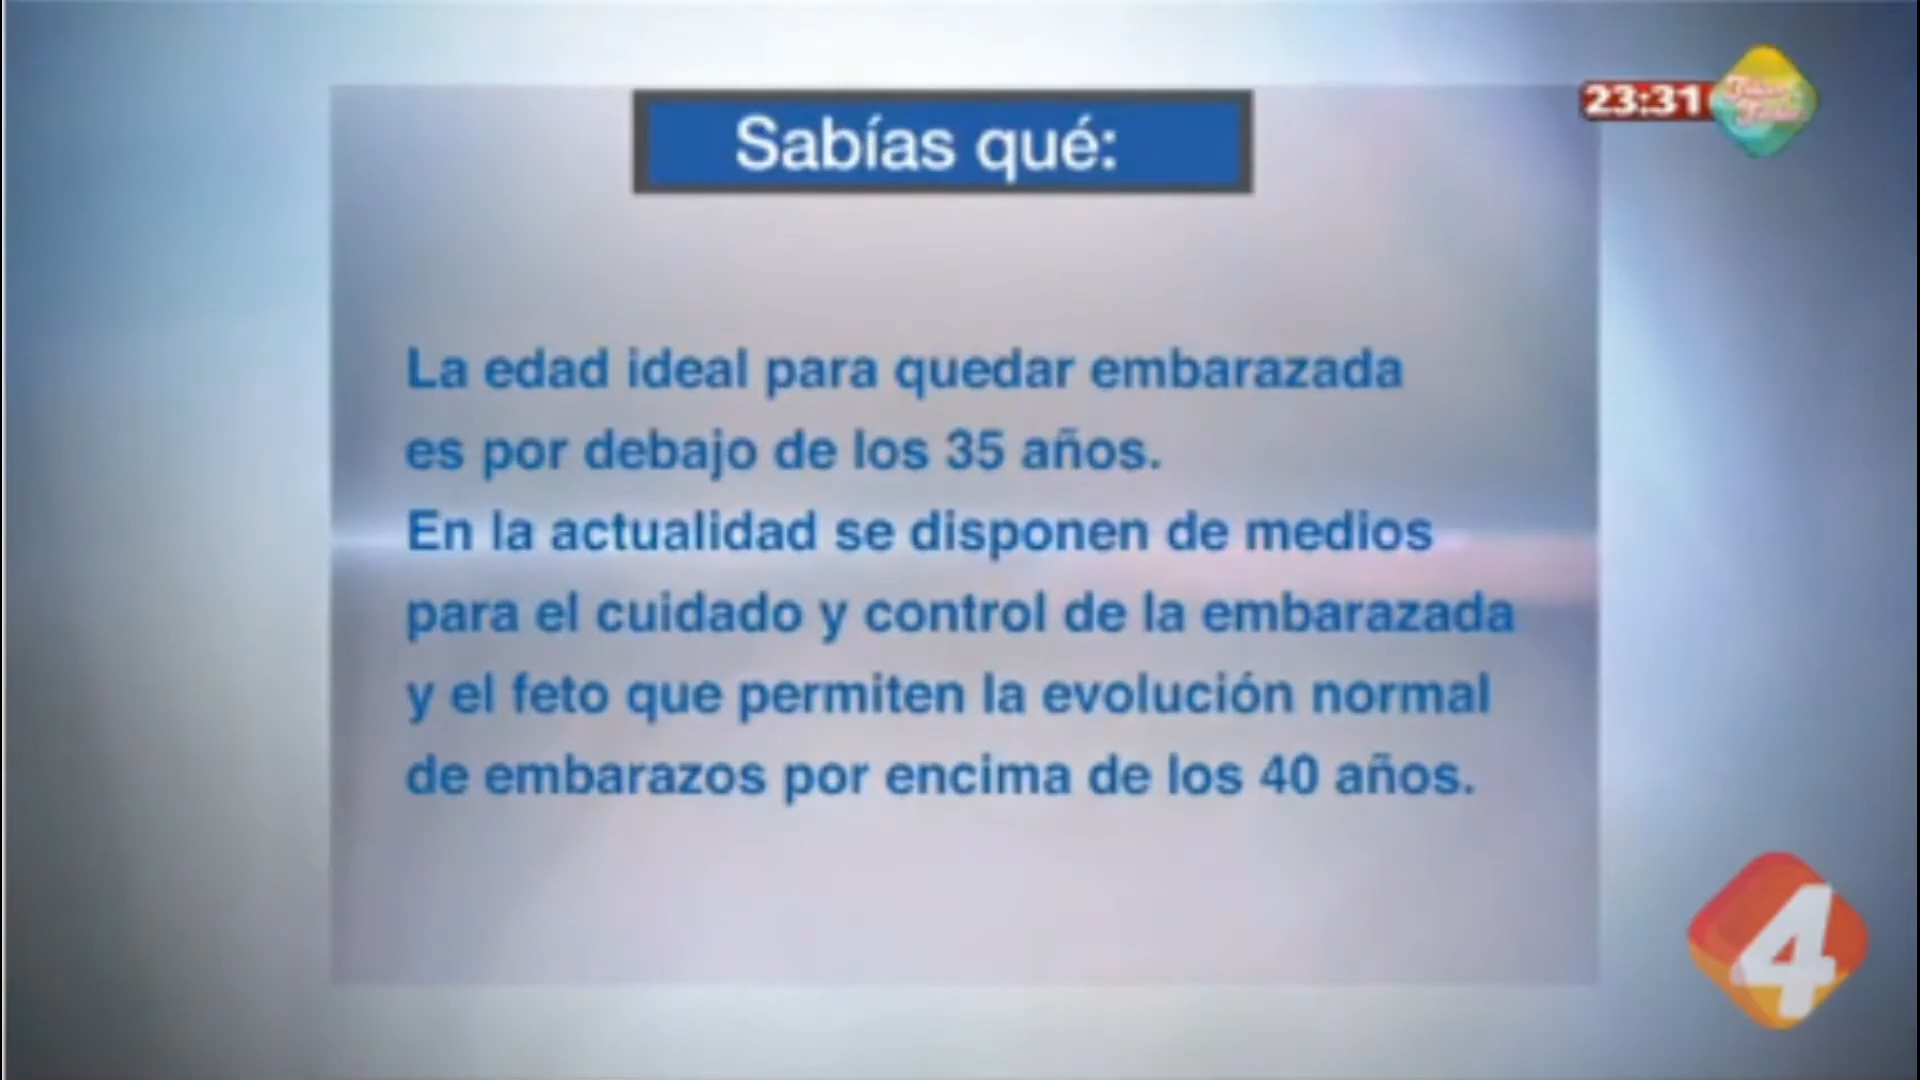 23:31
Sabías qué:
La edad ideal para quedar embarazada
es por debajo de los 35 años.
En la actualidad se disponen de medios
para el cuidado y control de la embarazada
y el feto que permiten la evolución normal
de embarazos por encima de los 40 años.
4